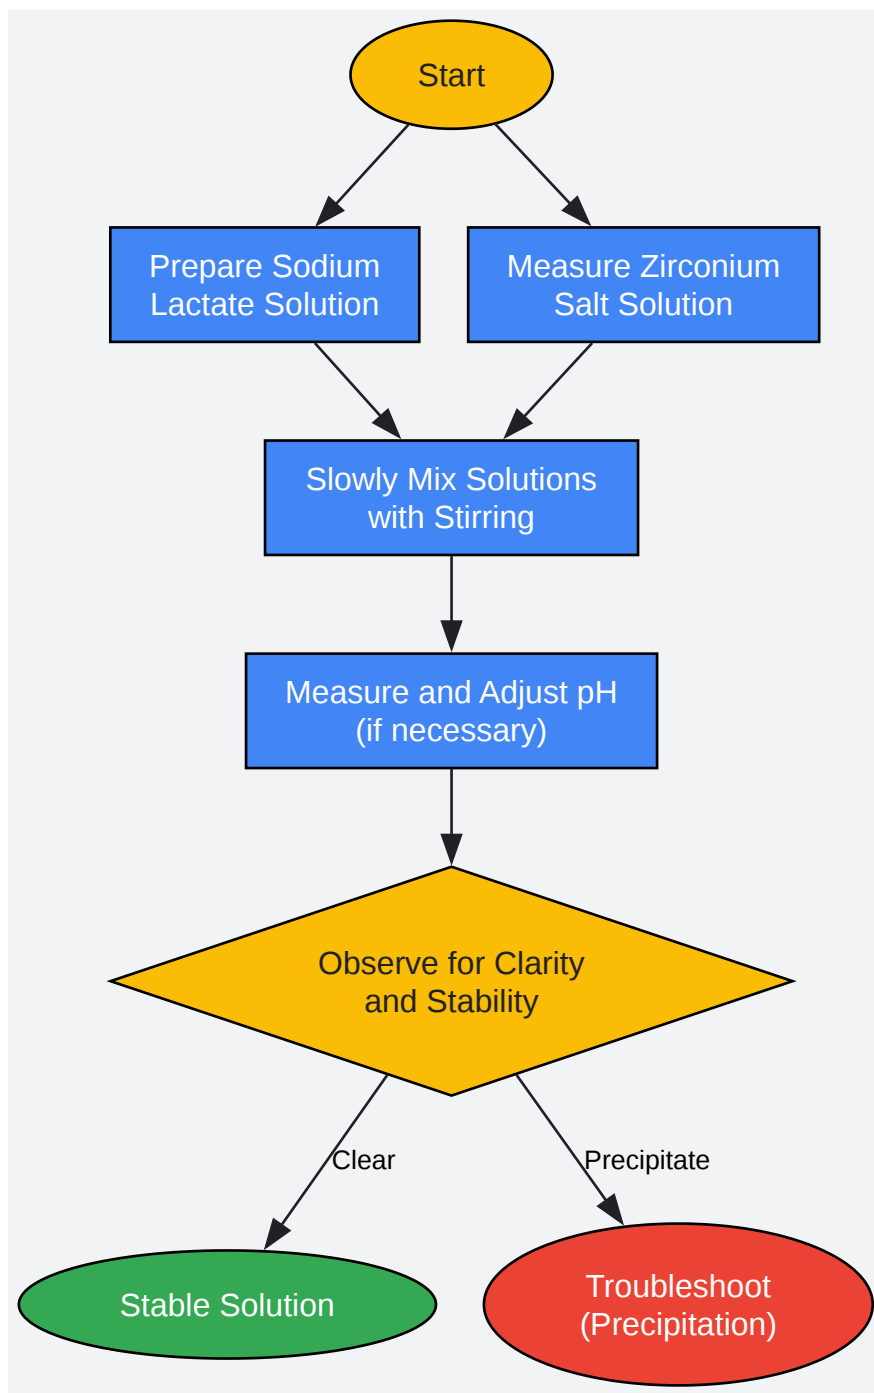 Start
Prepare Sodium
Lactate Solution
Measure Zirconium
Salt Solution
Slowly Mix Solutions
with Stirring
Measure and Adjust pH
(if necessary)
Observe for Clarity
and Stability
Clear
Precipitate
Stable Solution
Troubleshoot
(Precipitation)